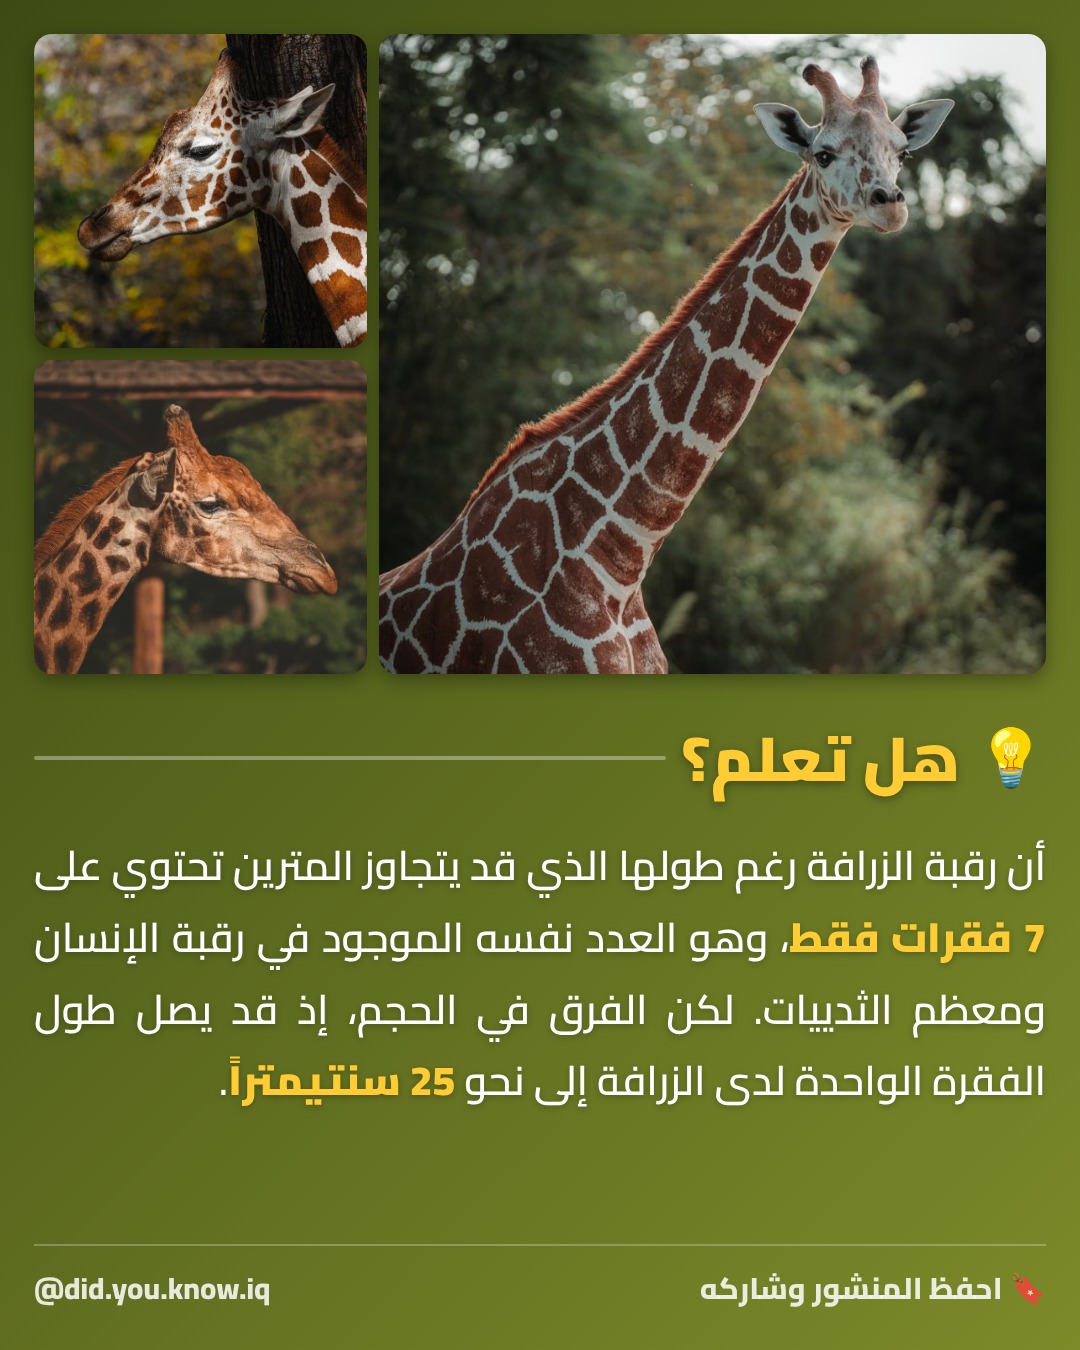 هل تعلم؟
أن رقبة الزرافة رغم طولها الذي قد يتجاوز المترين تحتوي على
7 فقرات فقط، وهو العدد نفسه الموجود في رقبة الإنسان
ومعظم الثدييات. لكن الفرق في الحجم، إذ قد يصل طول
الفقرة الواحدة لدى الزرافة إلى نحو 25 سنتيمتراً.
احفظ المنشور وشاركه
@did.you.know.iq